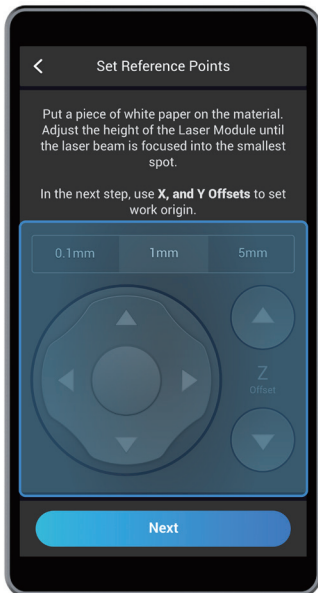 Set Reference Points
Put a piece of white paper on the material.
Adjust the height of the Laser Module until
the laser beam is focused into the smallest
spot.
In the next step, use X, and Y Offsets to set
work origin.
0.1mm 1mm 5mm
Z
Offset
Next